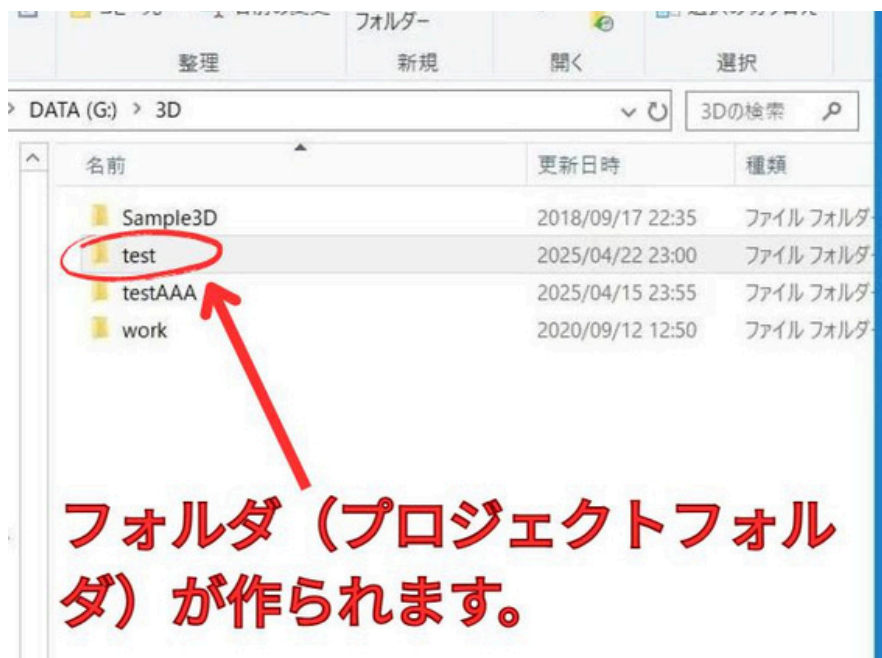 フォルダー
整理 新規 開く 選択
DATA (G:) > 3D 3Dの検索
名前 更新日時 種類
Sample3D 2018/09/17 22:35 ファイル フォルダ
test 2025/04/22 23:00 ファイル フォルダ
testAAA 2025/04/15 23:55 ファイル フォルダ
work 2020/09/12 12:50 ファイル フォルダ
フォルダ（プロジェクトフォル
ダ）が作られます。